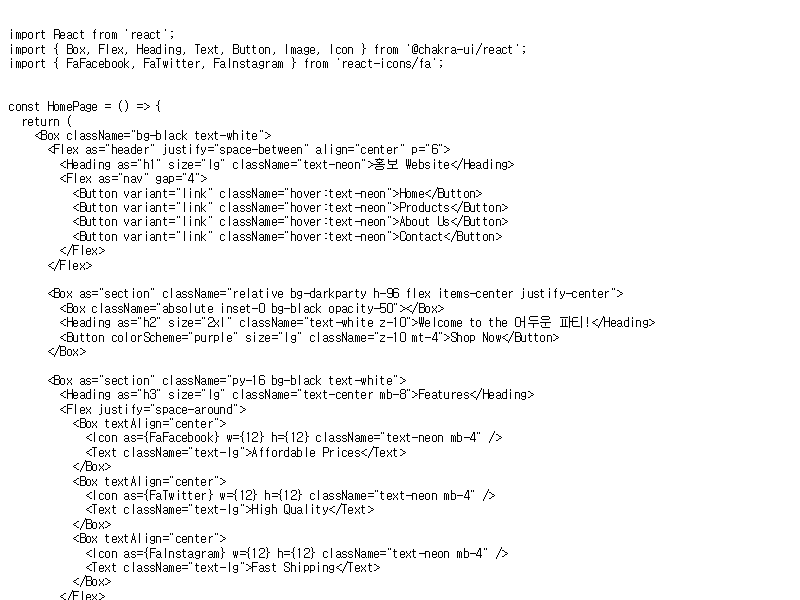 import React from 'react';
import { Box, Flex, Heading, Text, Button, Image, Icon } from '@chakra-ui/react';
import { FaFacebook, FaTwitter, FaInstagram } from 'react-icons/fa';
const HomePage = () => {
return (
<Box className="bg-black text-white">
<Flex as="header" justify="space-between" align="center" p="6">
<Heading as="h1" size="lg" className="text-neon">홍보 Website</Heading>
<Flex as="nav" gap="4">
<Button variant="link" className="hover:text-neon">Home</Button>
<Button variant="link" className="hover:text-neon">Products</Button>
<Button variant="link" className="hover:text-neon">About Us</Button>
<Button variant="link" className="hover:text-neon">Contact</Button>
</Flex>
</Flex>
<Box as="section" className="relative bg-darkparty h-96 flex items-center justify-center">
<Box className="absolute inset-0 bg-black opacity-50"></Box>
<Heading as="h2" size="2xl" className="text-white z-10">Welcome to the 어두운 파티!</Heading>
<Button colorScheme="purple" size="lg" className="z-10 mt-4">Shop Now</Button>
</Box>
<Box as="section" className="py-16 bg-black text-white">
<Heading as="h3" size="lg" className="text-center mb-8">Features</Heading>
<Flex justify="space-around">
<Box textAlign="center">
<Icon as={FaFacebook} w={12} h={12} className="text-neon mb-4" />
<Text className="text-lg">Affordable Prices</Text>
</Box>
<Box textAlign="center">
<Icon as={FaTwitter} w={12} h={12} className="text-neon mb-4" />
<Text className="text-lg">High Quality</Text>
</Box>
<Box textAlign="center">
<Icon as={FaInstagram} w={12} h={12} className="text-neon mb-4" />
<Text className="text-lg">Fast Shipping</Text>
</Box>
</Flex>